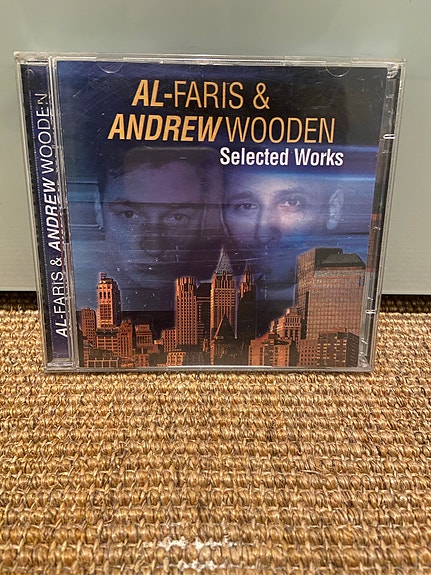 AL-FARIS &
ANDREW WOODEN
Selected Works
AL-FARIS & ANDREW WOODEN